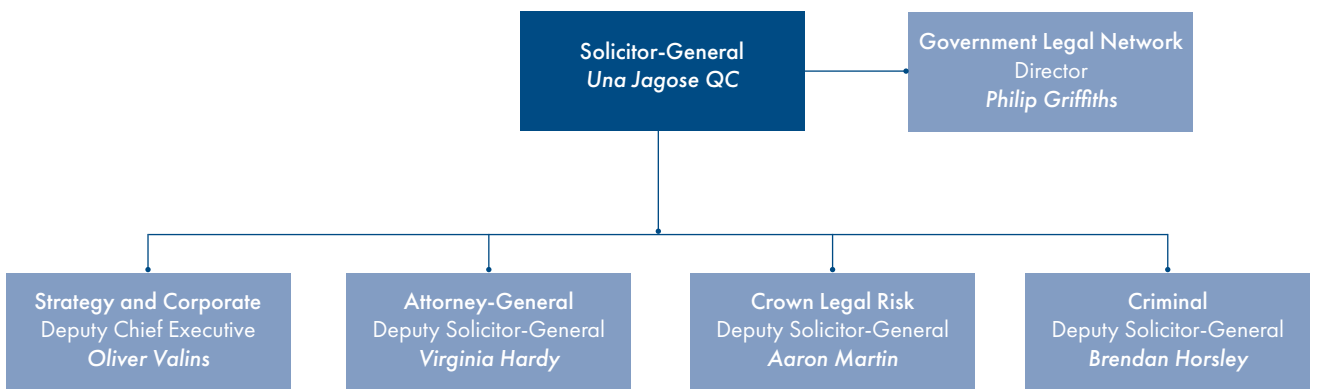 Solicitor-General
Una Jagose QC
Government Legal Network
Director
Philip Griffiths
Strategy and Corporate
Deputy Chief Executive
Oliver Valins
Attorney-General
Deputy Solicitor-General
Virginia Hardy
Crown Legal Risk
Deputy Solicitor-General
Aaron Martin
Criminal
Deputy Solicitor-General
Brendan Horsley